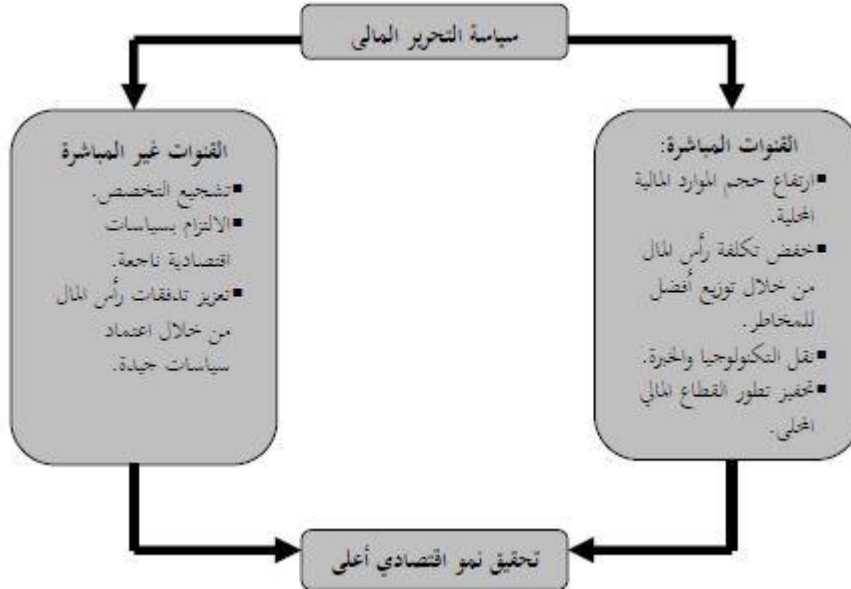 سياسة التحرير المالي
القنوات المباشرة:
▪ارتفاع حجم الموارد المالية
المحلية.
▪خفض تكلفة رأس المال
من خلال توزيع أفضل
للمخاطر.
▪نقل التكنولوجيا والخبرة.
▪تحفيز تطور القطاع المالي
المحلي.
القنوات غير المباشرة
▪تشجيع التخصص.
▪الالتزام بسياسات
اقتصادية ناجعة.
▪تعزيز تدفقات رأس المال
من خلال اعتماد
سياسات جيدة.
تحقيق نمو اقتصادي أعلى